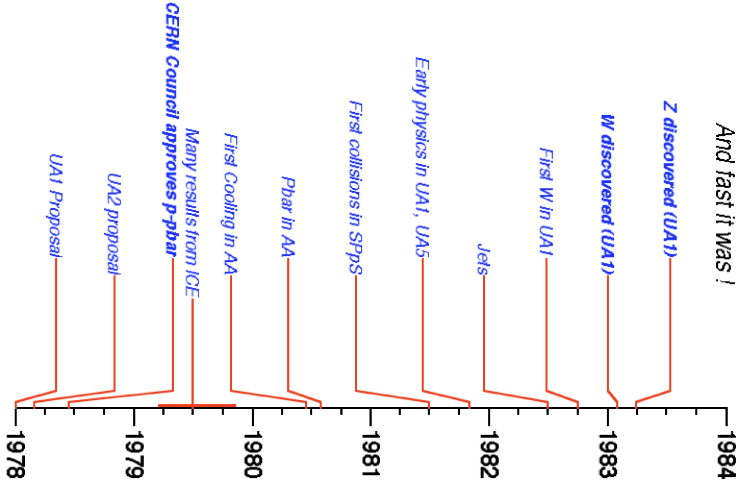 And fast it was !
UA1 Proposal
UA2 proposal
CERN Council approves p-pbar
Many results from ICE
First Cooling in AA
Pbar in AA
First collisions in SPpS
Early physics in UA1, UA5
Jets
First W in UA1
W discovered (UA1)
Z discovered (UA1)
1978
1979
1980
1981
1982
1983
1984